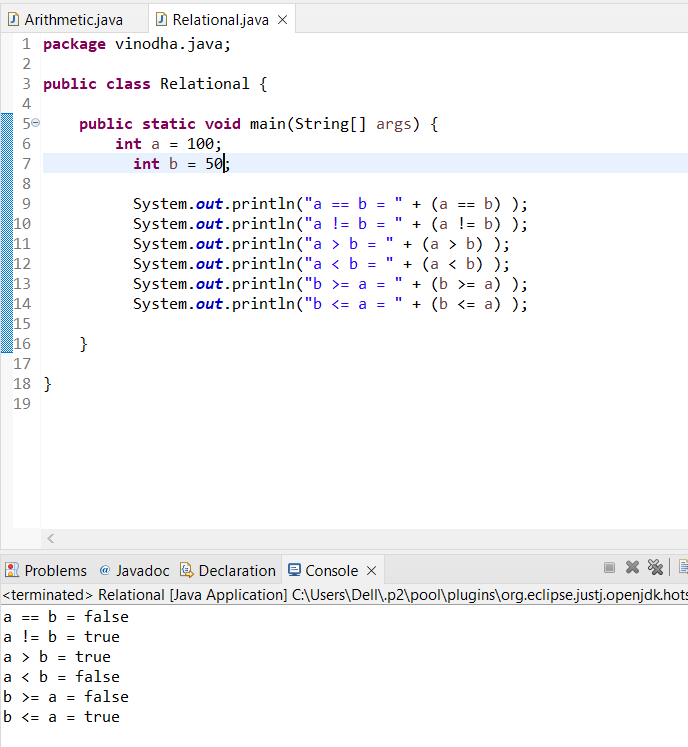 Arithmetic.java Relational.java
1 package vinodha.java;
2
3 public class Relational {
4
5 public static void main(String[] args) {
6 int a = 100;
7 int b = 50;
8
9 System.out.println("a == b = " + (a == b) );
10 System.out.println("a != b = " + (a != b) );
11 System.out.println("a > b = " + (a > b) );
12 System.out.println("a < b = " + (a < b) );
13 System.out.println("b >= a = " + (b >= a) );
14 System.out.println("b <= a = " + (b <= a) );
15
16 }
17
18 }
19
Problems @ Javadoc Declaration Console
<terminated> Relational [Java Application] C:\Users\Dell\.p2\pool\plugins\org.eclipse.justj.openjdk.hots
a == b = false
a != b = true
a > b = true
a < b = false
b >= a = false
b <= a = true